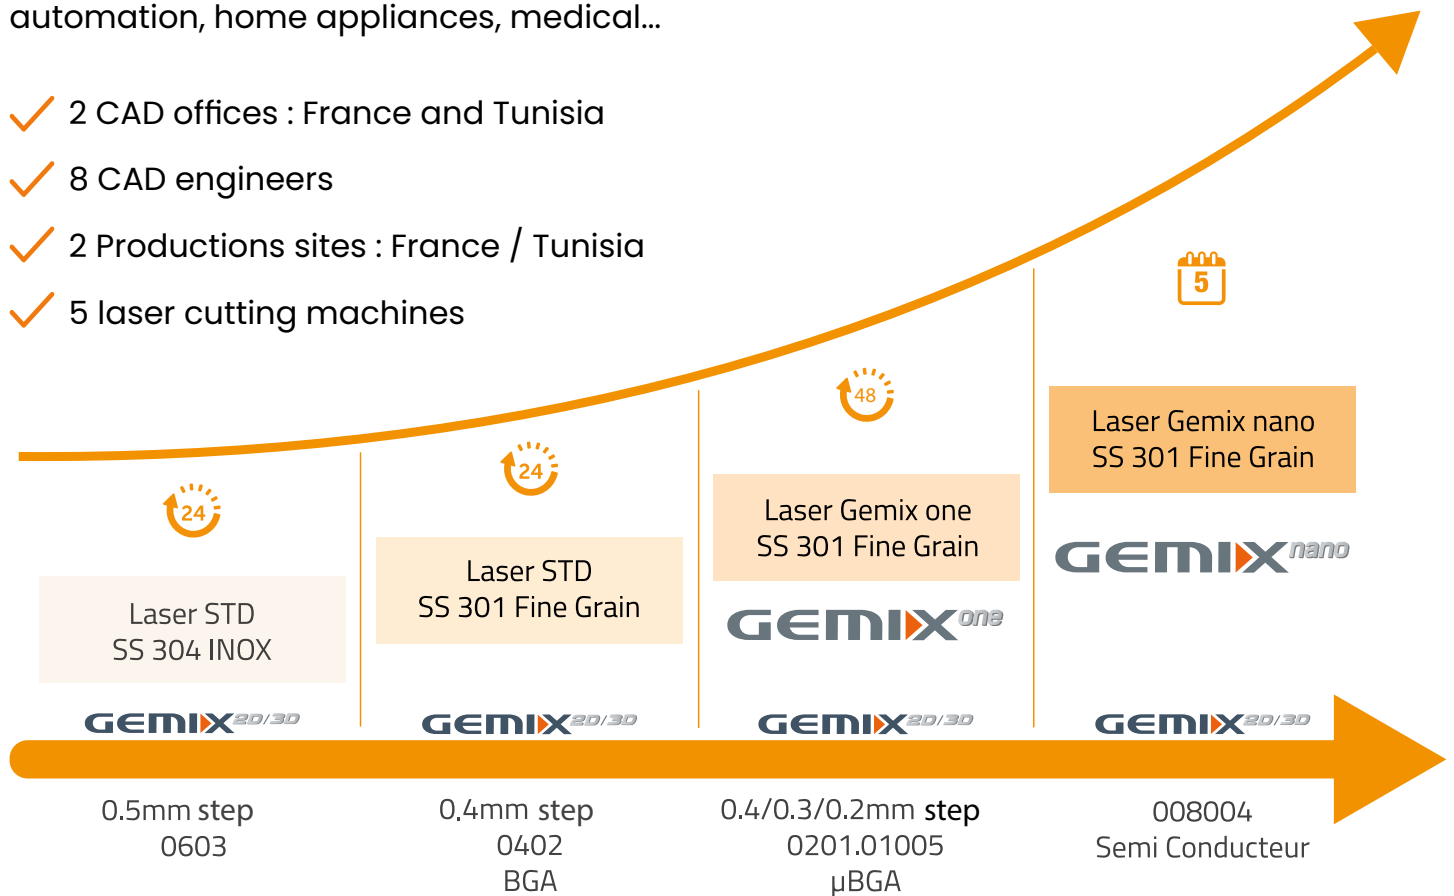 automation, home appliances, medical...
2 CAD offices : France and Tunisia
8 CAD engineers
2 Productions sites : France / Tunisia
5 laser cutting machines
24
Laser STD
SS 304 INOX
GEMIX 2D/3D
0.5mm step
0603
24
Laser STD
SS 301 Fine Grain
GEMIX 2D/3D
0.4mm step
0402
BGA
48
Laser Gemix one
SS 301 Fine Grain
GEMIX one
GEMIX 2D/3D
0.4/0.3/0.2mm step
0201.01005
µBGA
5
Laser Gemix nano
SS 301 Fine Grain
GEMIX nano
GEMIX 2D/3D
008004
Semi Conducteur